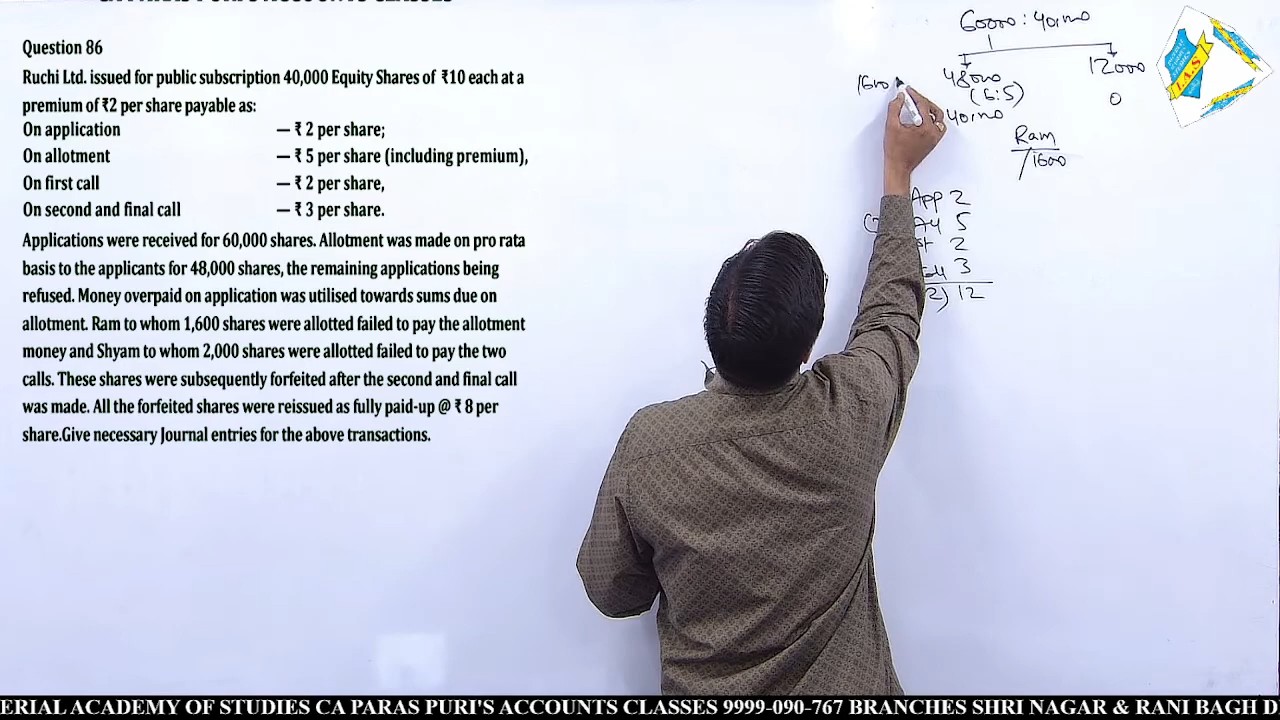 Question 86
Ruchi Ltd. issued for public subscription 40,000 Equity Shares of ₹10 each at a
premium of ₹2 per share payable as:
On application — ₹ 2 per share;
On allotment — ₹ 5 per share (including premium),
On first call — ₹ 2 per share,
On second and final call — ₹ 3 per share.
Applications were received for 60,000 shares. Allotment was made on pro rata
basis to the applicants for 48,000 shares, the remaining applications being
refused. Money overpaid on application was utilised towards sums due on
allotment. Ram to whom 1,600 shares were allotted failed to pay the allotment
money and Shyam to whom 2,000 shares were allotted failed to pay the two
calls. These shares were subsequently forfeited after the second and final call
was made. All the forfeited shares were reissued as fully paid-up @ ₹ 8 per
share.Give necessary Journal entries for the above transactions.
60000 : 40,000
48000 12000
(6:5) 0
40,000
1600
Ram
1600
App 2
5
2
3
2) 12
I.A.S
ERIAL ACADEMY OF STUDIES CA PARAS PURI'S ACCOUNTS CLASSES 9999-090-767 BRANCHES SHRI NAGAR & RANI BAGH D